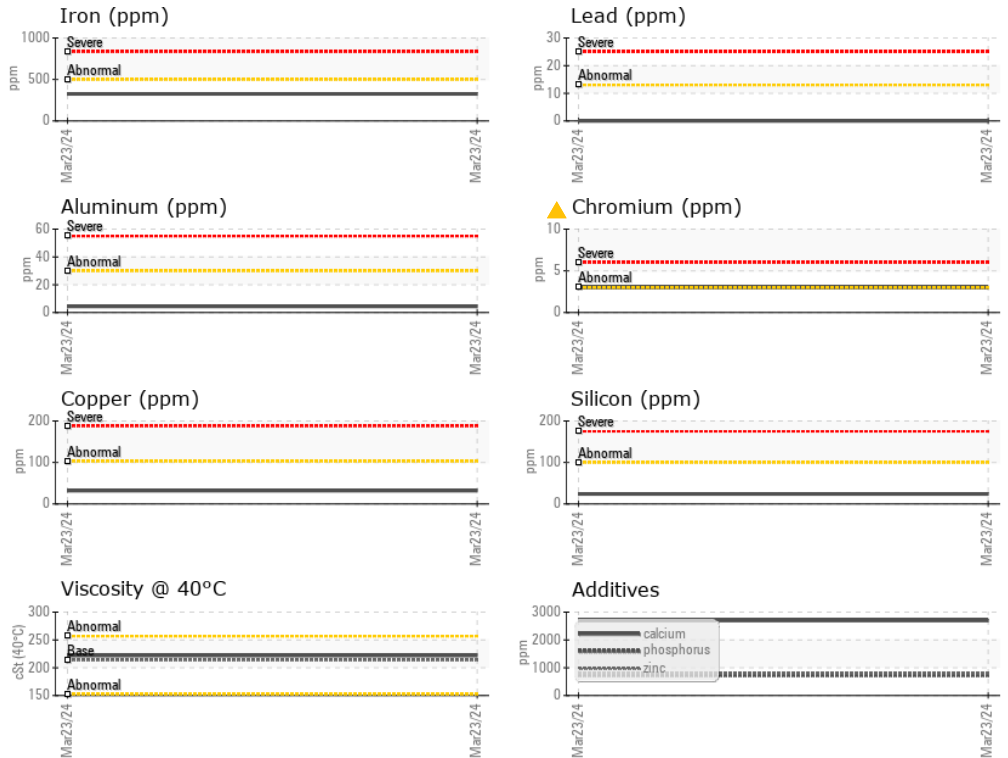 Iron (ppm)
1000
500
0
ppm
Severe
Abnormal
Mar23/24
Mar23/24
Lead (ppm)
30
20
10
0
ppm
Severe
Abnormal
Mar23/24
Mar23/24
Aluminum (ppm)
60
40
20
0
ppm
Severe
Abnormal
Mar23/24
Mar23/24
Chromium (ppm)
10
5
0
ppm
Severe
Abnormal
Mar23/24
Mar23/24
Copper (ppm)
200
100
0
ppm
Severe
Abnormal
Mar23/24
Mar23/24
Silicon (ppm)
200
100
0
ppm
Severe
Abnormal
Mar23/24
Mar23/24
Viscosity @ 40°C
300
250
200
150
cSt (40°C)
Abnormal
Base
Abnormal
Mar23/24
Mar23/24
Additives
3000
2000
1000
0
ppm
calcium
phosphorus
zinc
Mar23/24
Mar23/24